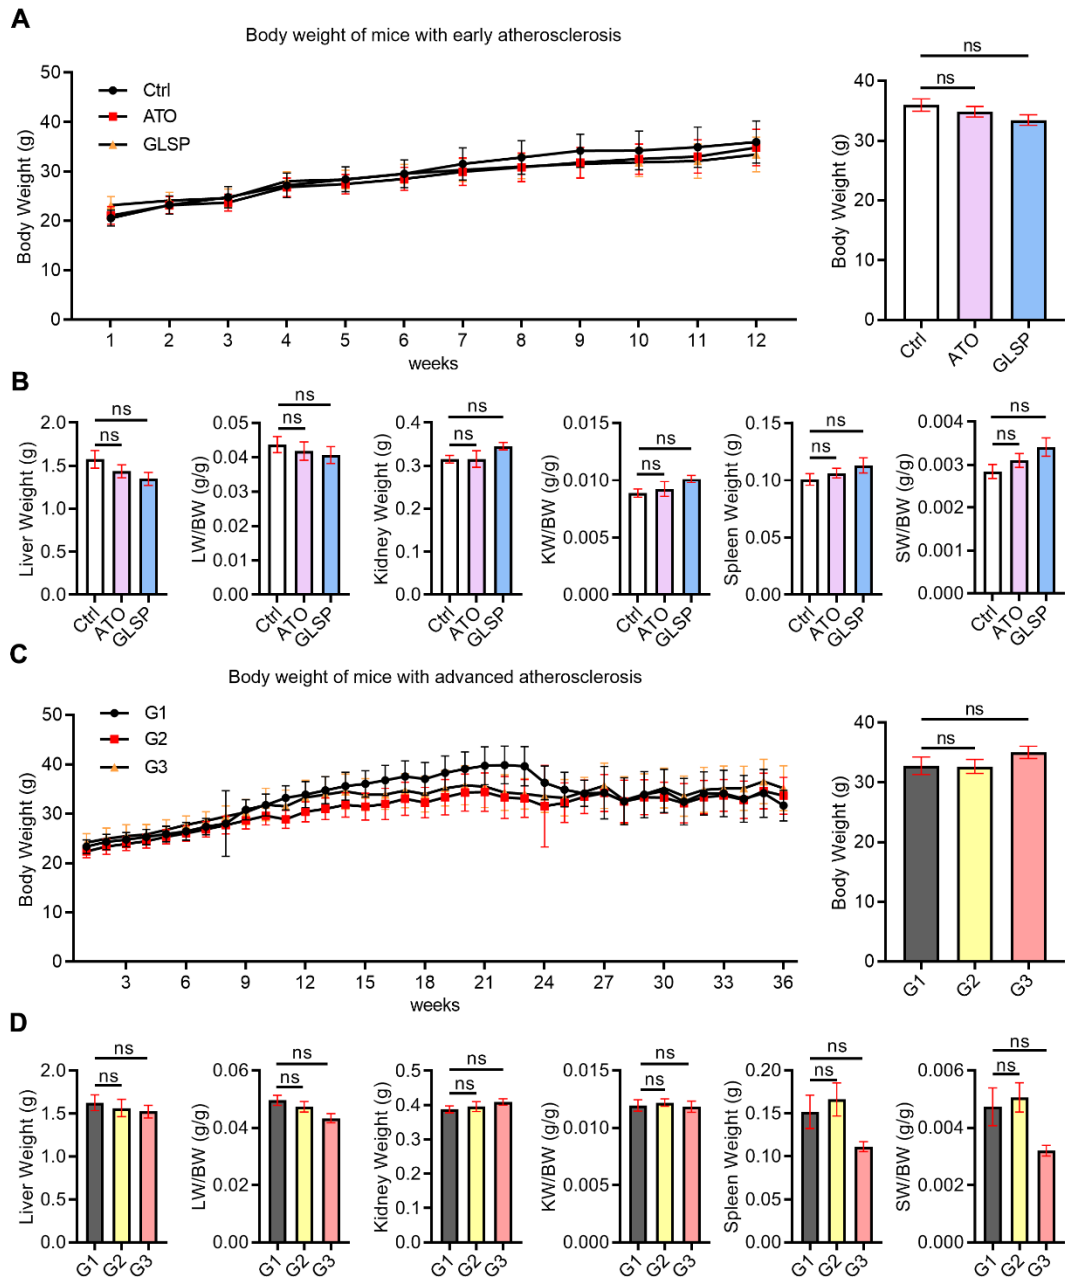 A
Body weight of mice with early atherosclerosis
Body Weight (g)
50
40
30
20
10
0
Ctrl
ATO
GLSP
1 2 3 4 5 6 7 8 9 10 11 12
weeks
Body Weight (g)
40
30
20
10
0
ns
ns
Ctrl ATO GLSP
B
Liver Weight (g)
2.0
1.5
1.0
0.5
0.0
ns
ns
Ctrl ATO GLSP
LW/BW (g/g)
0.05
0.04
0.03
0.02
0.01
0.00
ns
ns
Ctrl ATO GLSP
Kidney Weight (g)
0.4
0.3
0.2
0.1
0.0
ns
ns
Ctrl ATO GLSP
KW/BW (g/g)
0.015
0.010
0.005
0.000
ns
ns
Ctrl ATO GLSP
Spleen Weight (g)
0.15
0.10
0.05
0.00
ns
ns
Ctrl ATO GLSP
SW/BW (g/g)
0.004
0.003
0.002
0.001
0.000
ns
ns
Ctrl ATO GLSP
C
Body weight of mice with advanced atherosclerosis
Body Weight (g)
50
40
30
20
10
0
G1
G2
G3
3 6 9 12 15 18 21 24 27 30 33 36
weeks
Body Weight (g)
40
30
20
10
0
ns
ns
G1 G2 G3
D
Liver Weight (g)
2.0
1.5
1.0
0.5
0.0
ns
ns
G1 G2 G3
LW/BW (g/g)
0.06
0.04
0.02
0.00
ns
ns
G1 G2 G3
Kidney Weight (g)
0.5
0.4
0.3
0.2
0.1
0.0
ns
ns
G1 G2 G3
KW/BW (g/g)
0.015
0.010
0.005
0.000
ns
ns
G1 G2 G3
Spleen Weight (g)
0.20
0.15
0.10
0.05
0.00
ns
ns
G1 G2 G3
SW/BW (g/g)
0.006
0.004
0.002
0.000
ns
ns
G1 G2 G3